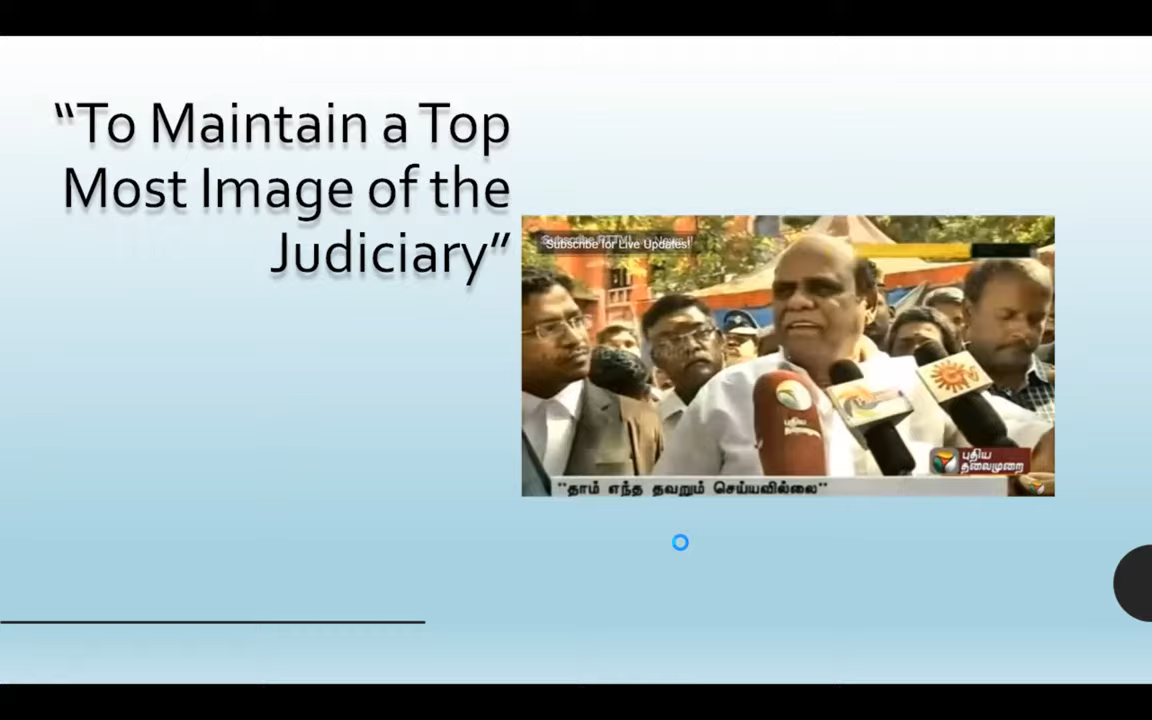 “To Maintain a Top
Most Image of the
Judiciary”
Subscribe for Live Updates!
புதிய
தலைமுறை
புதிய
"தாம் எந்த தவறும் செய்யவில்லை"